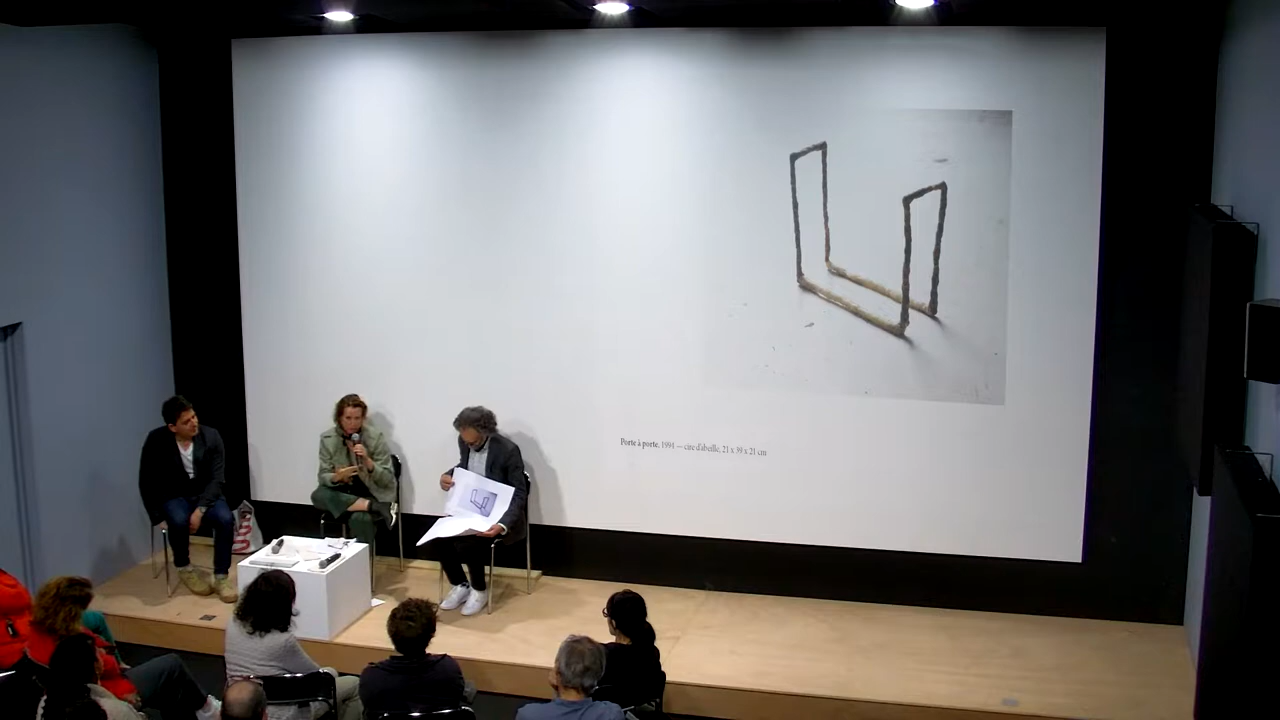 Porte à porte, 1994 — cire d'abeille, 21 x 39 x 21 cm